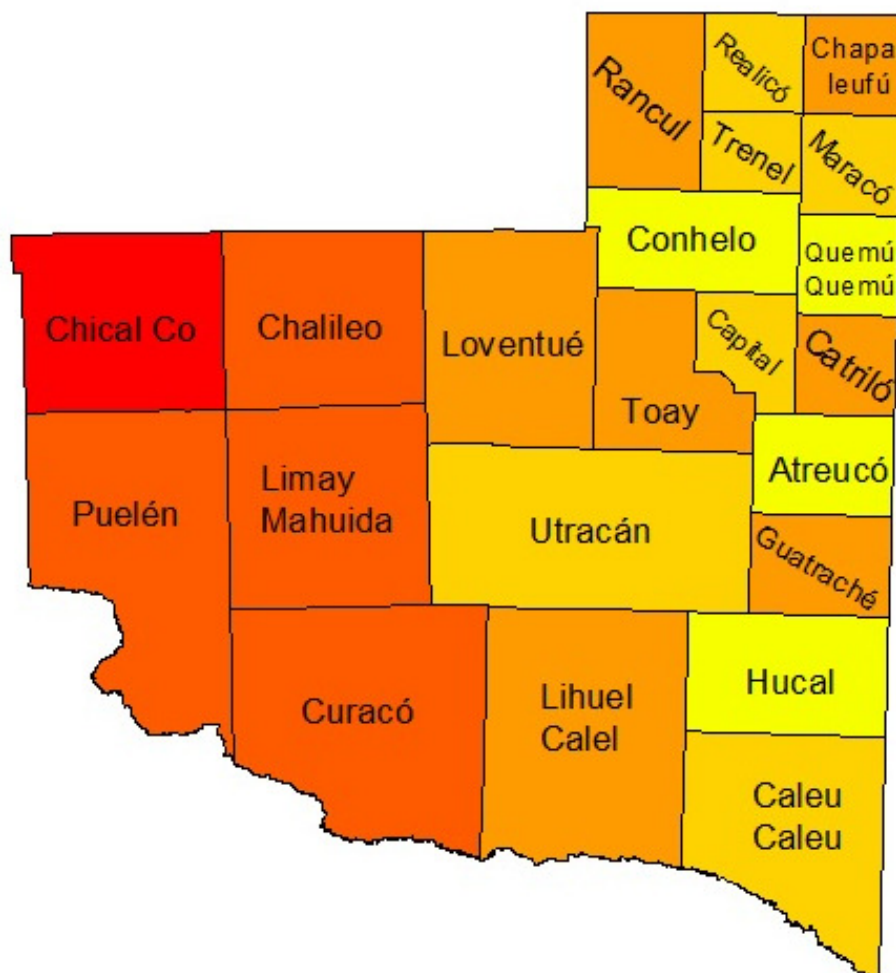 Rancul
Realicó
Chapa
leufú
Trenel
Maracó
Conhelo
Quemú
Quemú
Chical Co
Chalileo
Loventué
Toay
Capital
Catriló
Puelén
Limay
Mahuida
Utracán
Atreucó
Guatraché
Curacó
Lihuel
Calel
Hucal
Caleu
Caleu